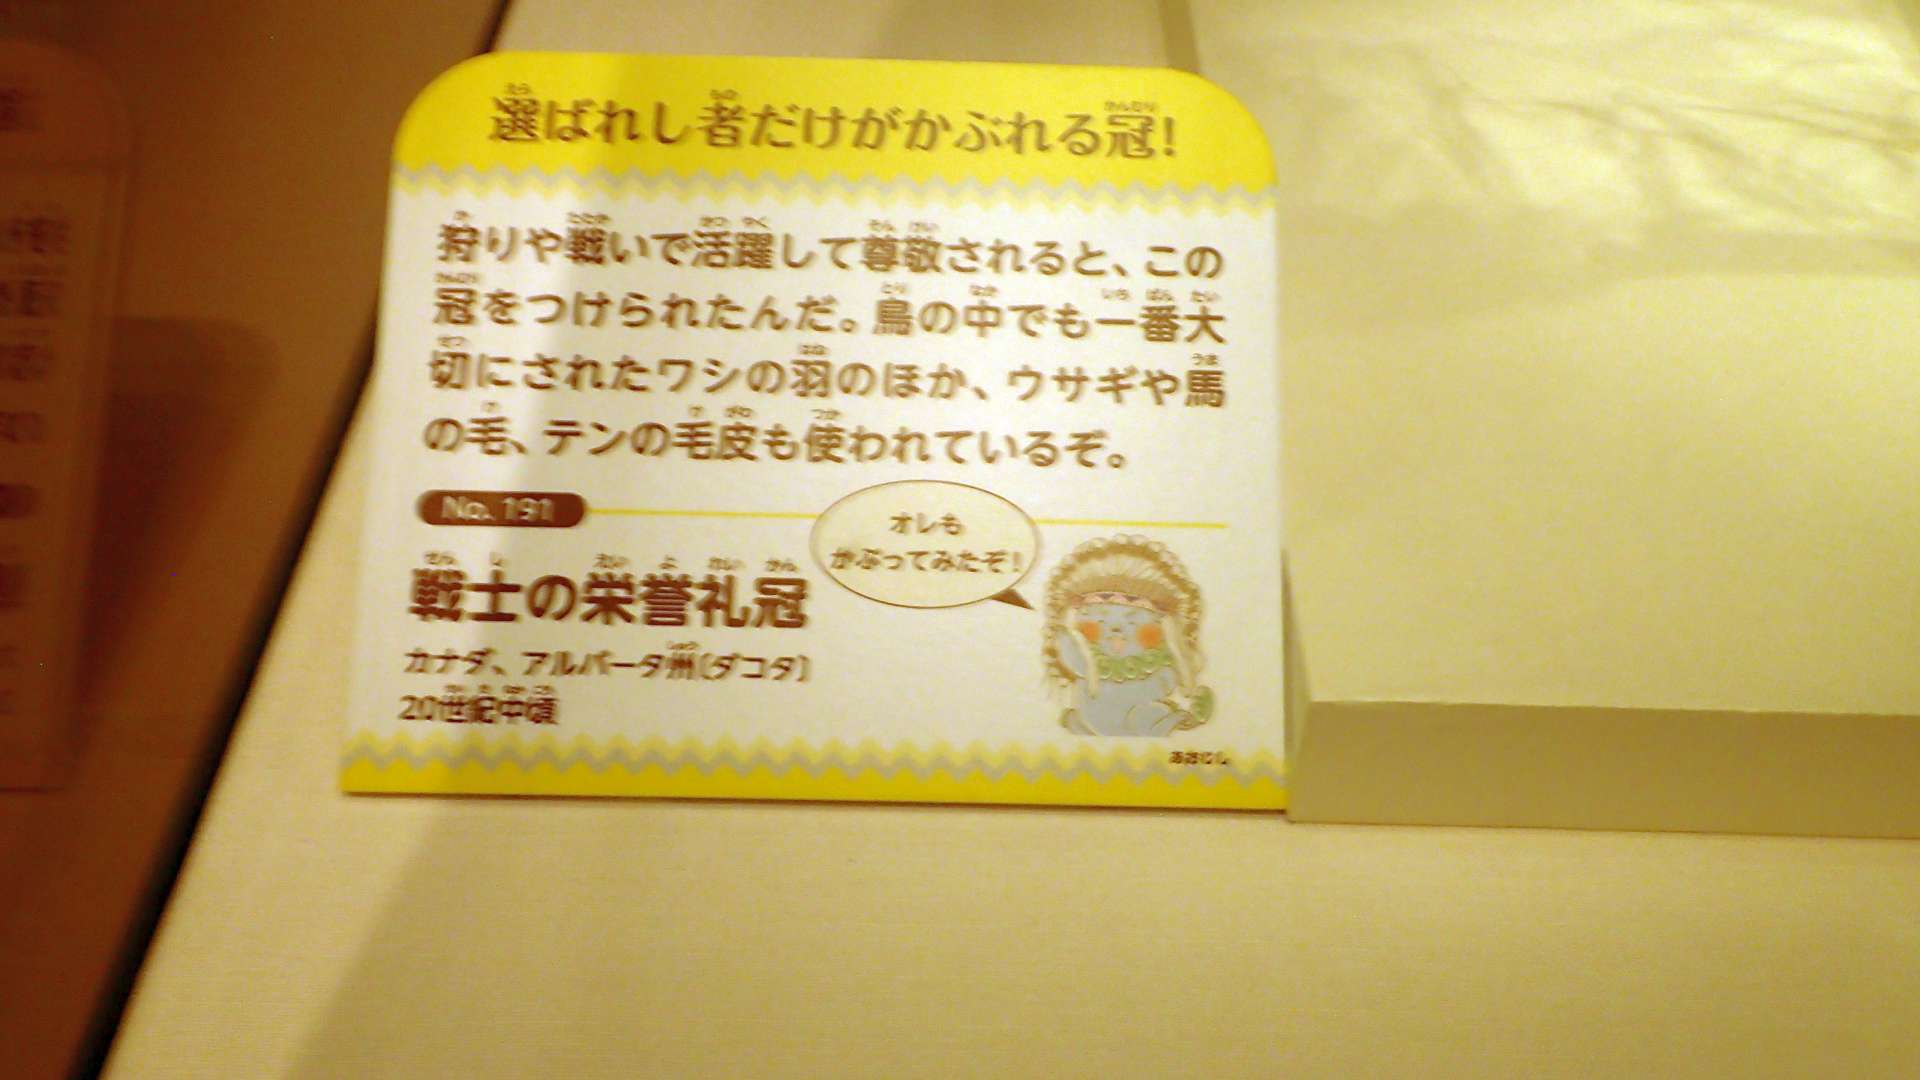 選ばれし者だけがかぶれる冠!
狩りや戦いで活躍して尊敬されると、この
冠をつけられたんだ。鳥の中でも一番大
切にされたワシの羽のほか、ウサギや馬
の毛、テンの毛皮も使われているぞ。
No. 191
オレも
かぶってみたぞ!
戦士の栄誉礼冠
カナダ、アルバータ州(ダコタ)
20世紀中頃